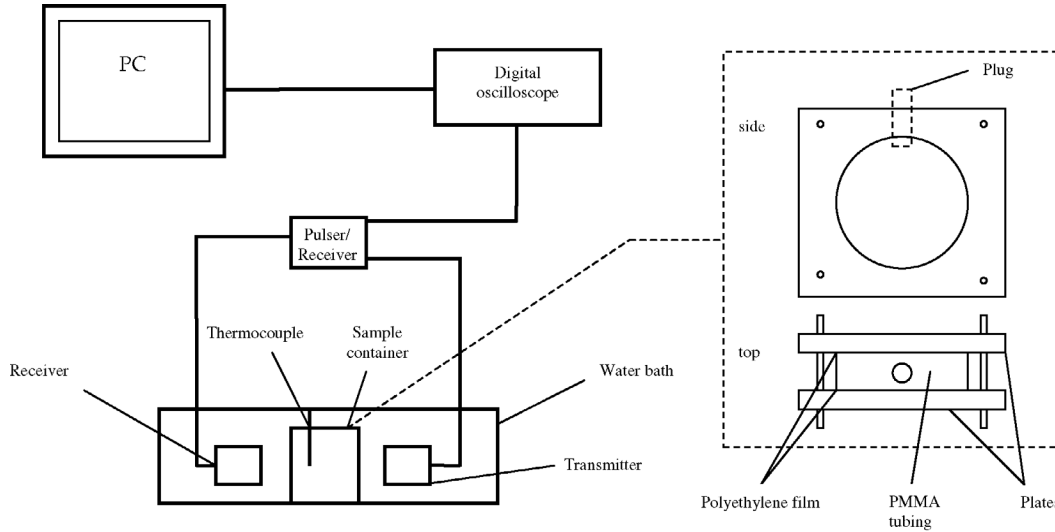 PC
Digital
oscilloscope
Plug
side
Pulser/
Receiver
Thermocouple
Sample
container
top
Receiver
Water bath
Transmitter
Polyethylene film
PMMA
tubing
Plates